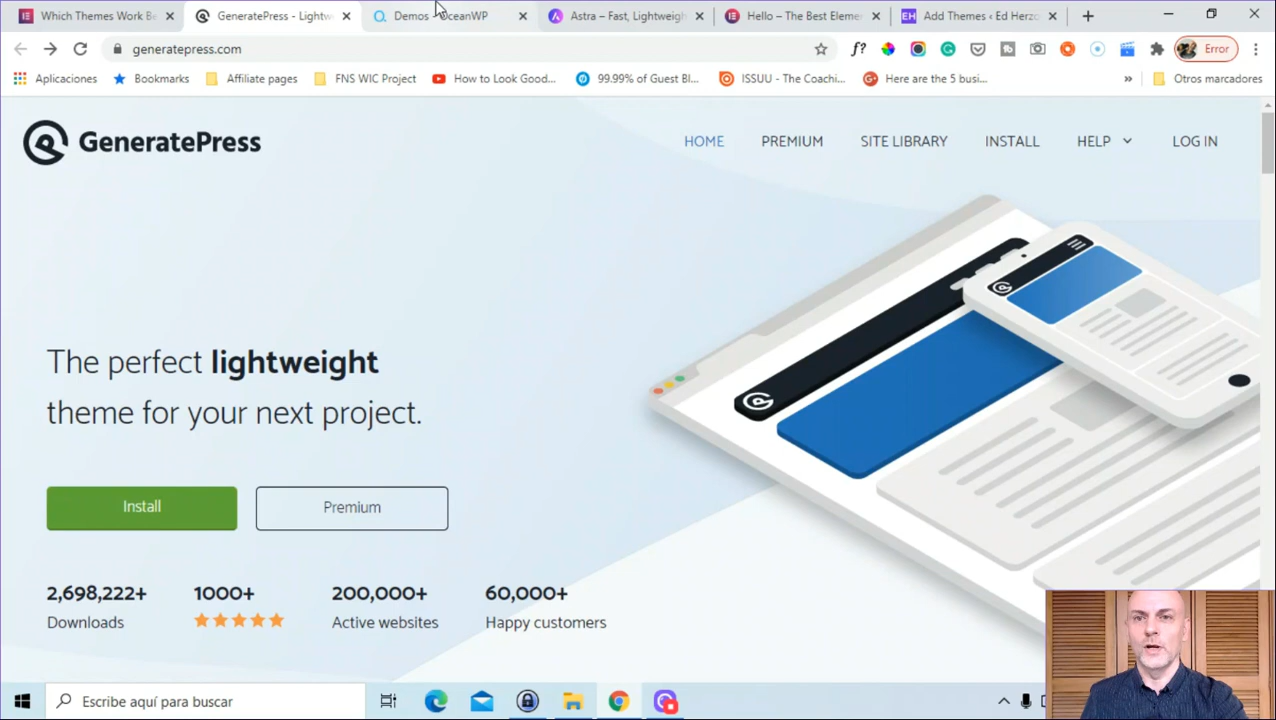 Which Themes Work Be
GeneratePress - Lightw
Demos OceanWP
Astra – Fast, Lightweigh
Hello – The Best Eleme
EH Add Themes ‹ Ed Herzo
generatepress.com
f?
Error
Aplicaciones
Bookmarks
Affiliate pages
FNS WIC Project
How to Look Good...
99.99% of Guest Bl...
ISSUU - The Coachi...
Here are the 5 busi...
»
Otros marcadores
GeneratePress
HOME
PREMIUM
SITE LIBRARY
INSTALL
HELP
LOG IN
The perfect lightweight
theme for your next project.
Install
Premium
2,698,222+
Downloads
1000+
200,000+
Active websites
60,000+
Happy customers
Escribe aquí para buscar